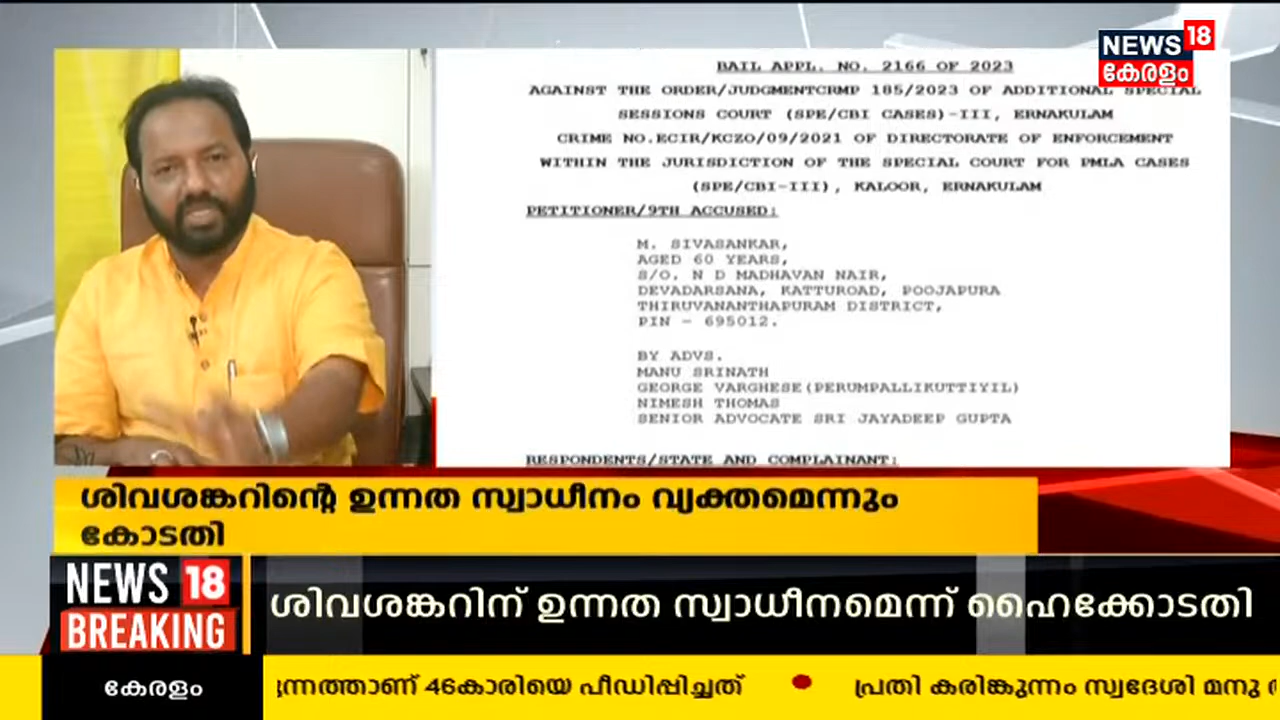 NEWS 18
കേരളം
BAIL APPL. NO. 2166 OF 2023
AGAINST THE ORDER/JUDGMENTCRMP 185/2023 OF ADDITIONAL SPECIAL
SESSIONS COURT (SPE/CBI CASES)-III, ERNAKULAM
CRIME NO.ECIR/KCZO/09/2021 OF DIRECTORATE OF ENFORCEMENT
WITHIN THE JURISDICTION OF THE SPECIAL COURT FOR PMLA CASES
(SPE/CBI-III), KALOOR, ERNAKULAM
PETITIONER/9TH ACCUSED:
M. SIVASANKAR,
AGED 60 YEARS,
S/O. N D MADHAVAN NAIR,
DEVADARSANA, KATTUROAD, POOJAPURA
THIRUVANANTHAPURAM DISTRICT,
PIN - 695012.
BY ADVS.
MANU SRINATH
GEORGE VARGHESE(PERUMPALLIKUTTIYIL)
NIMESH THOMAS
SENIOR ADVOCATE SRI JAYADEEP GUPTA
RESPONDENTS/STATE AND COMPLAINANT:
ശിവശങ്കറിന്റെ ഉന്നത സ്വാധീനം വ്യക്തമെന്നും
കോടതി
NEWS 18
BREAKING
ശിവശങ്കറിന് ഉന്നത സ്വാധീനമെന്ന് ഹൈക്കോടതി
കേരളം
46കാരിയെ പീഡിപ്പിച്ചത് ● പ്രതി കരിങ്കുന്നം സ്വദേശി മനു